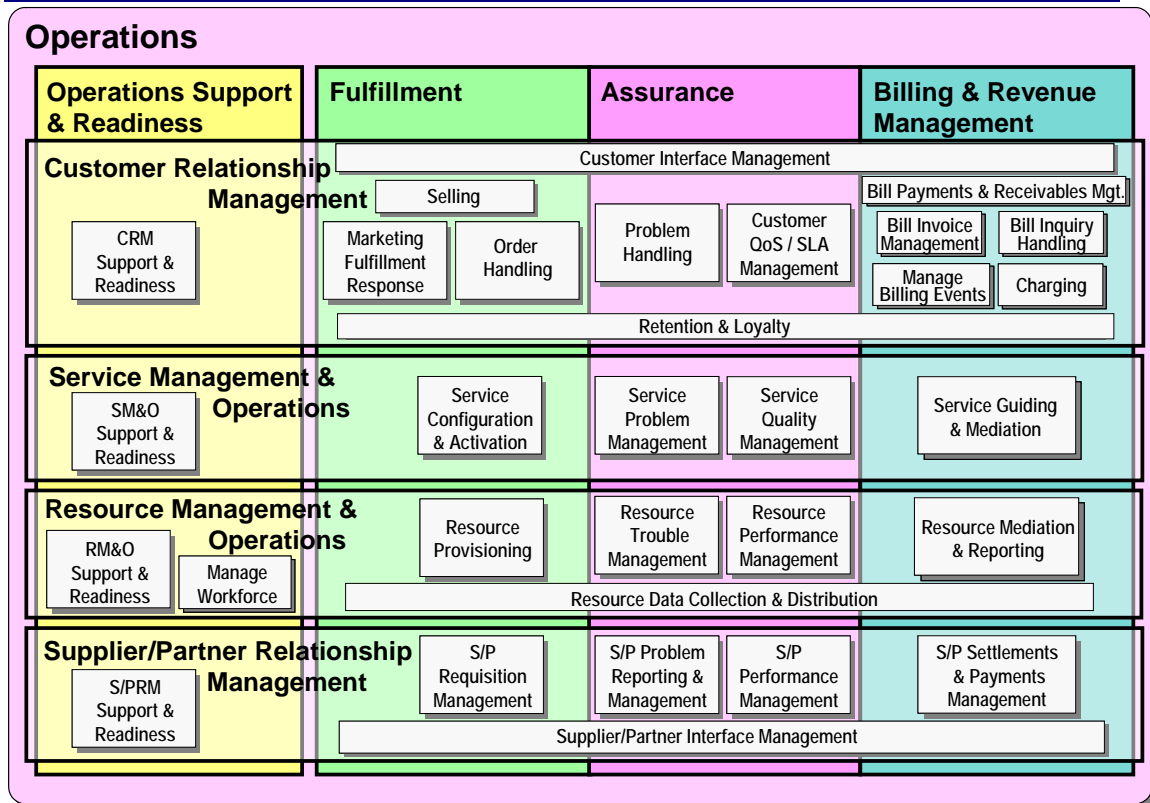 Operations
Operations Support
& Readiness
Fulfillment
Assurance
Billing & Revenue
Management
Customer Relationship
Management
Customer Interface Management
Selling
Bill Payments & Receivables Mgt.
CRM
Support &
Readiness
Marketing
Fulfillment
Response
Order
Handling
Problem
Handling
Customer
QoS / SLA
Management
Bill Invoice
Management
Bill Inquiry
Handling
Manage
Billing Events
Charging
Retention & Loyalty
Service Management &
Operations
SM&O
Support &
Readiness
Service
Configuration
& Activation
Service
Problem
Management
Service
Quality
Management
Service Guiding
& Mediation
Resource Management &
Operations
RM&O
Support &
Readiness
Manage
Workforce
Resource
Provisioning
Resource
Trouble
Management
Resource
Performance
Management
Resource Mediation
& Reporting
Resource Data Collection & Distribution
Supplier/Partner Relationship
Management
S/PRM
Support &
Readiness
S/P
Requisition
Management
S/P Problem
Reporting &
Management
S/P
Performance
Management
S/P Settlements
& Payments
Management
Supplier/Partner Interface Management